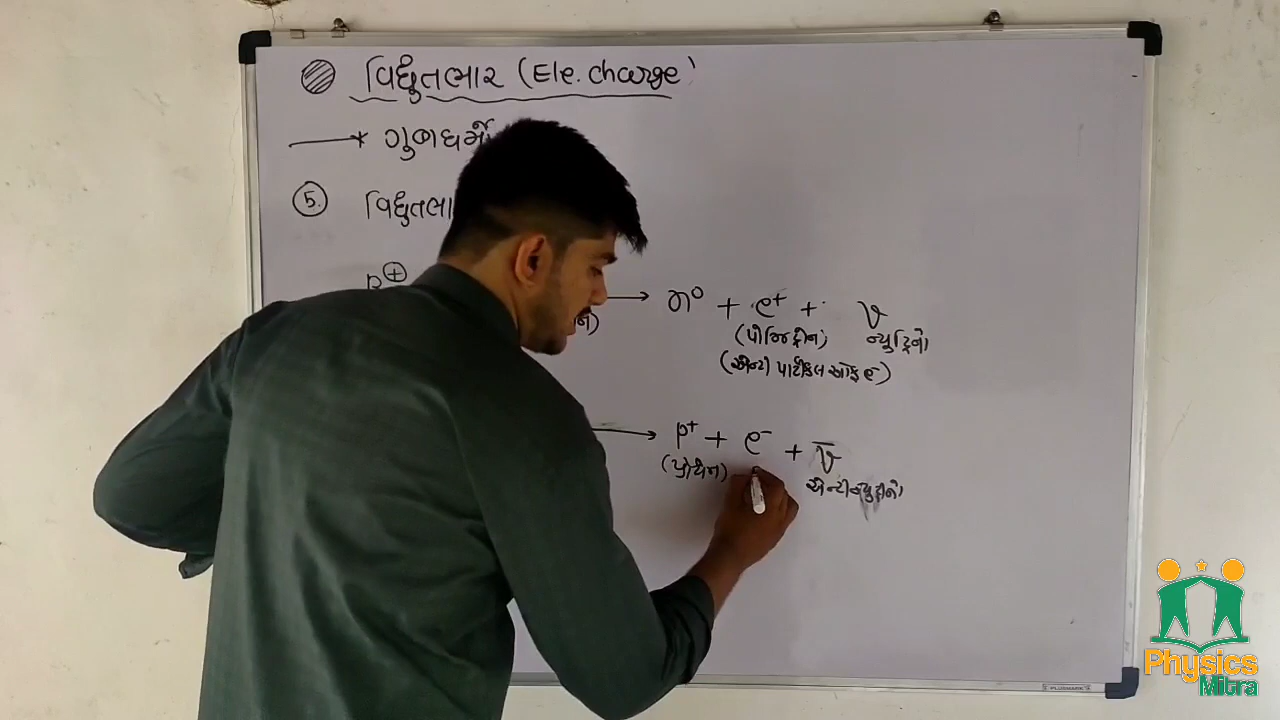 વિધુતભાર (Ele. charge)
ગુણધર્મો
5. વિધુતભા
P⊕
→ n⁰ + e⁺ + ν
(પોઝિટ્રોન) ન્યુટ્રિનો
(એન્ટી પાર્ટીકલ ઓફ e⁻)
→ p⁺ + e⁻ + ν̅
(પ્રોટોન) એન્ટીન્યુટ્રીનો
Physics
Mitra